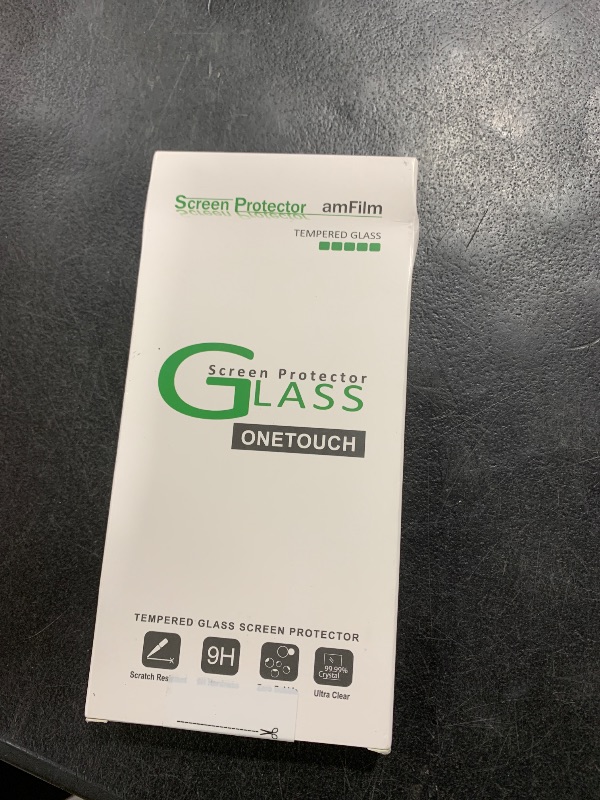 Screen Protector amFilm
TEMPERED GLASS
Screen Protector
GLASS
ONETOUCH
TEMPERED GLASS SCREEN PROTECTOR
9H
99.99%
Crystal
Scratch
Ultra Clear